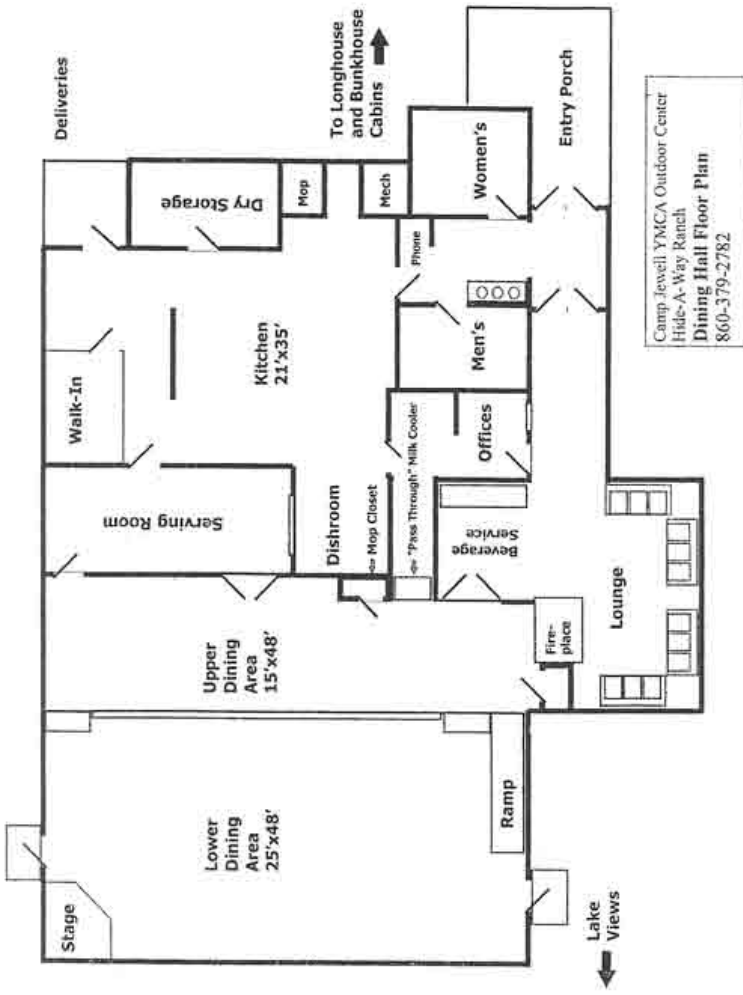 Deliveries
To Longhouse
and Bunkhouse
Cabins
Entry Porch
Dry Storage
Mop
Mech
Women's
Phone
Walk-In
Kitchen
21'x35'
Men's
Serving Room
Dishroom
⇦ Mop Closet
⇦ "Pass Through" Milk Cooler
Offices
Beverage
Service
Upper
Dining
Area
15'x48'
Fire-
place
Lounge
Lower
Dining
Area
25'x48'
Ramp
Stage
Lake
Views
Camp Jewell YMCA Outdoor Center
Hide-A-Way Ranch
Dining Hall Floor Plan
860-379-2782